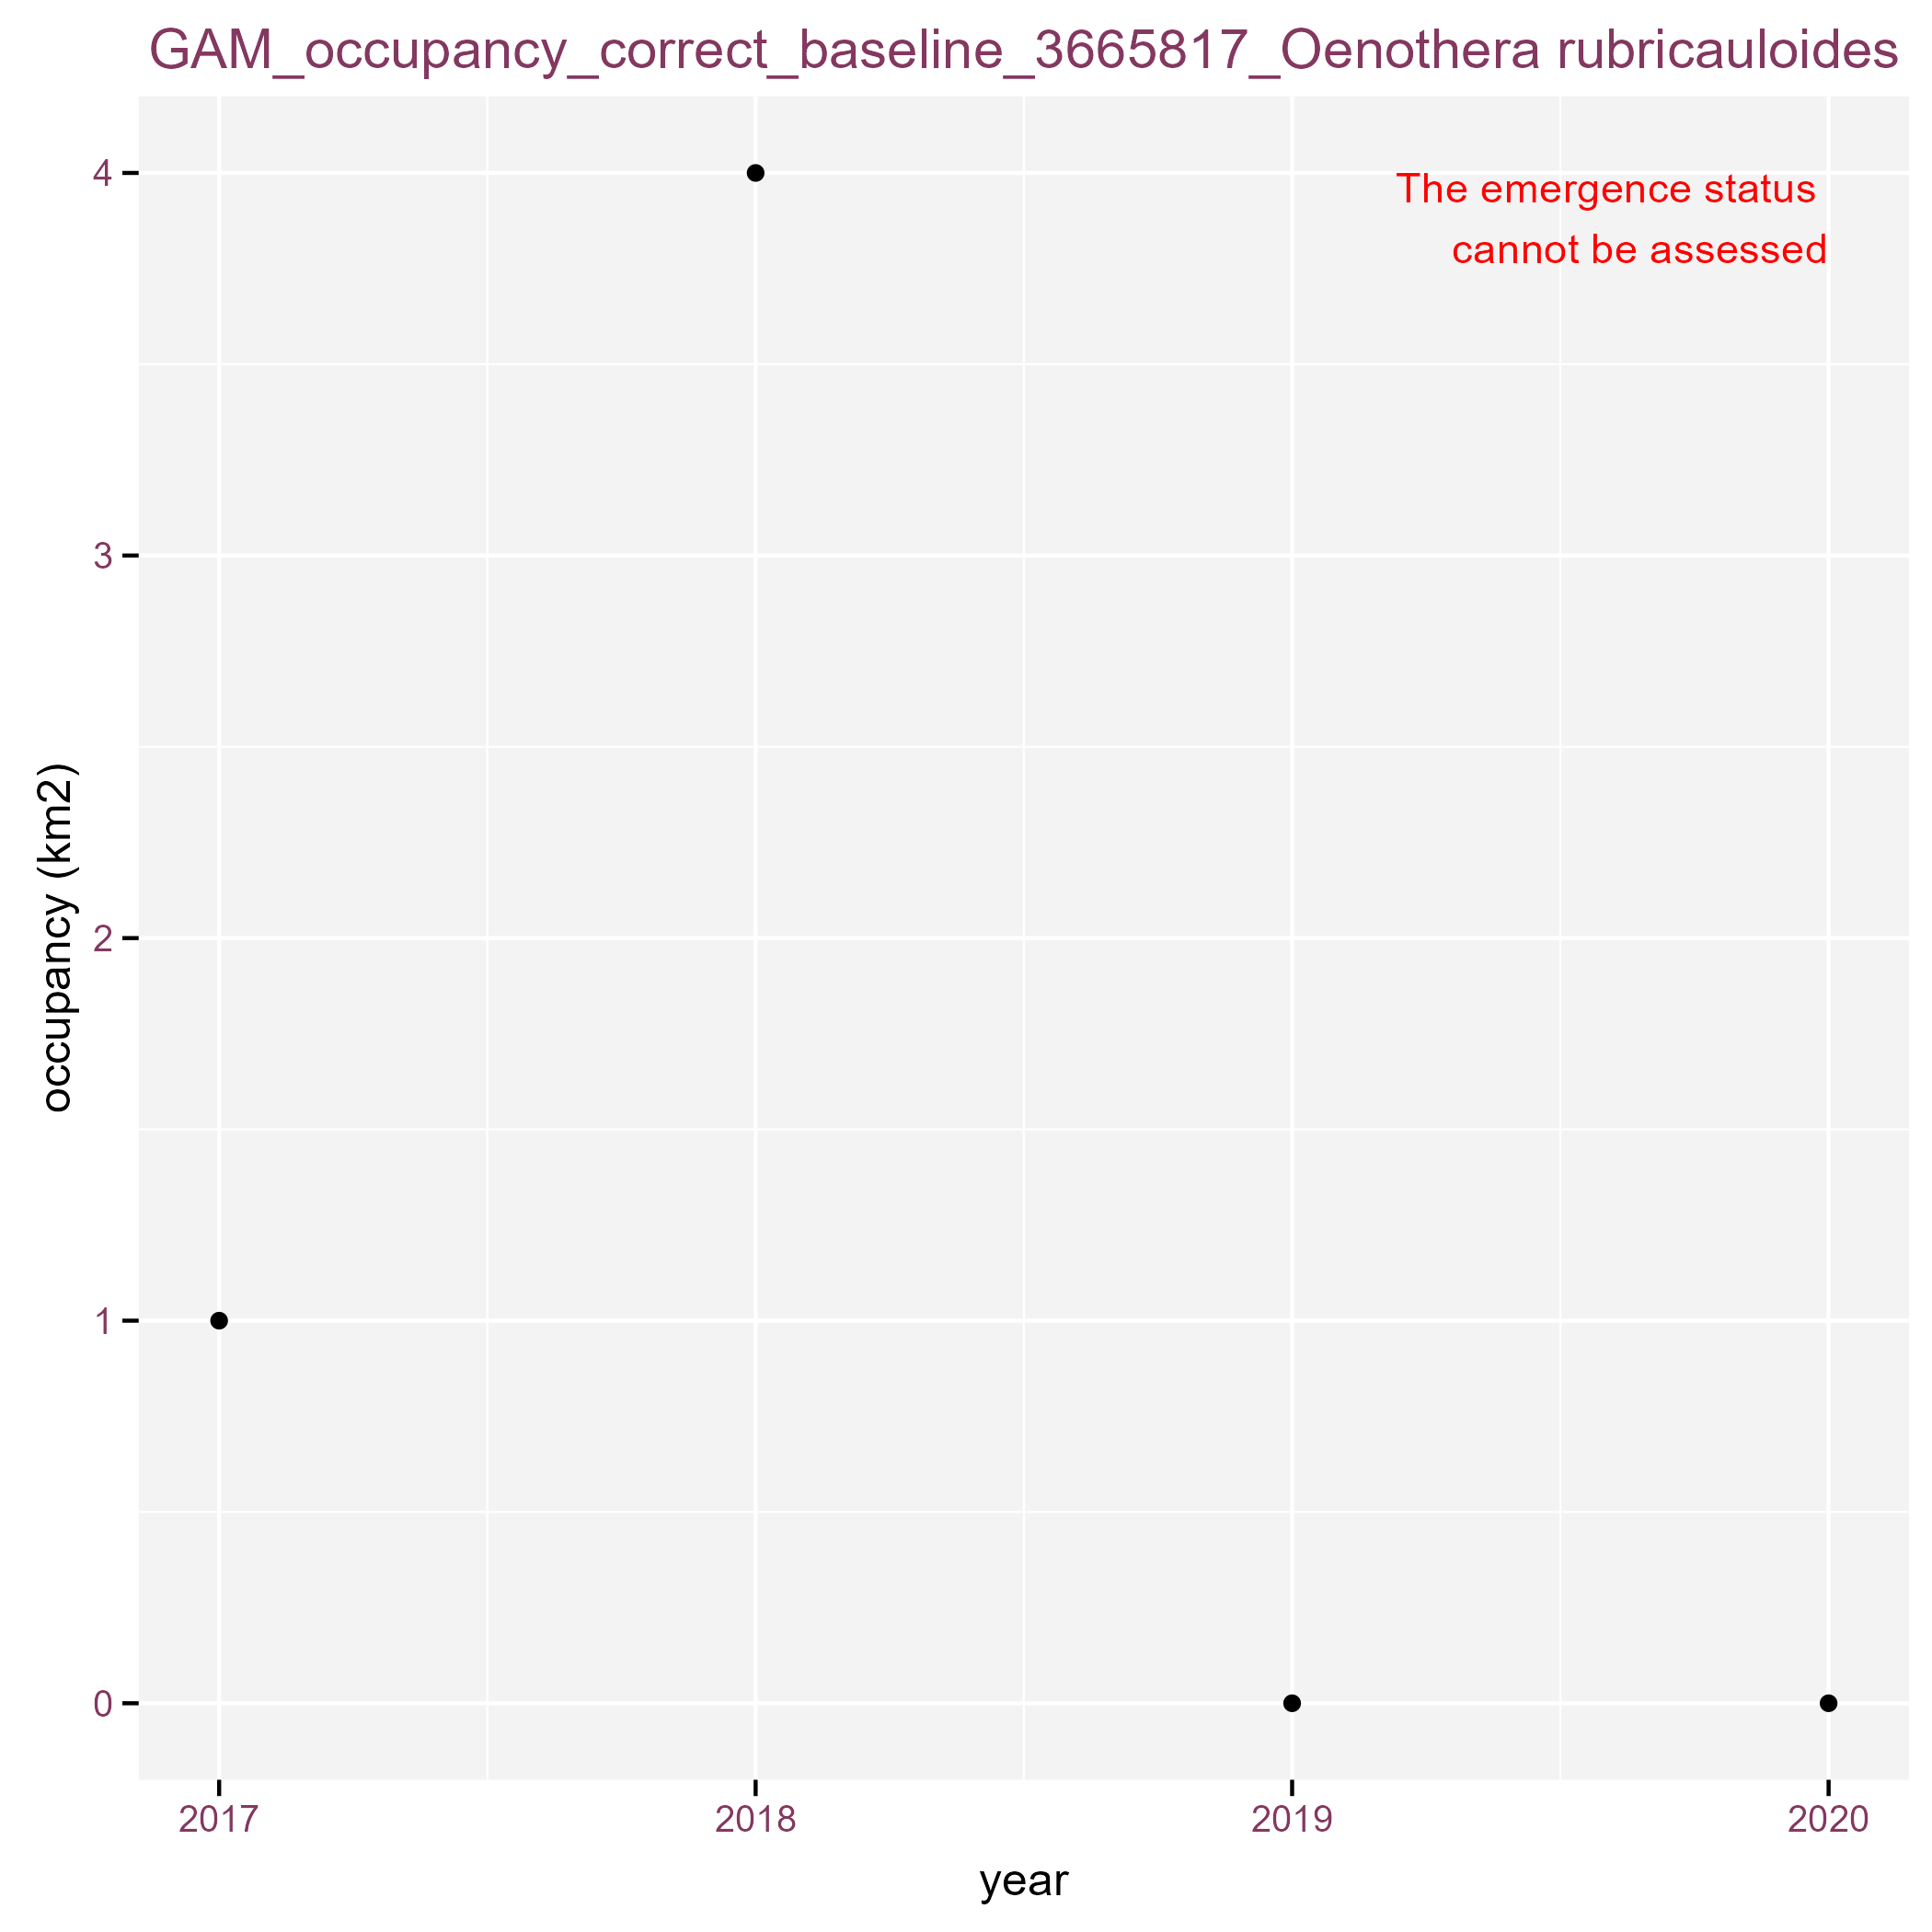 GAM_occupancy_correct_baseline_3665817_Oenothera rubricauloides
The emergence status
cannot be assessed
4
3
2
1
0
occupancy (km2)
2017 2018 2019 2020
year